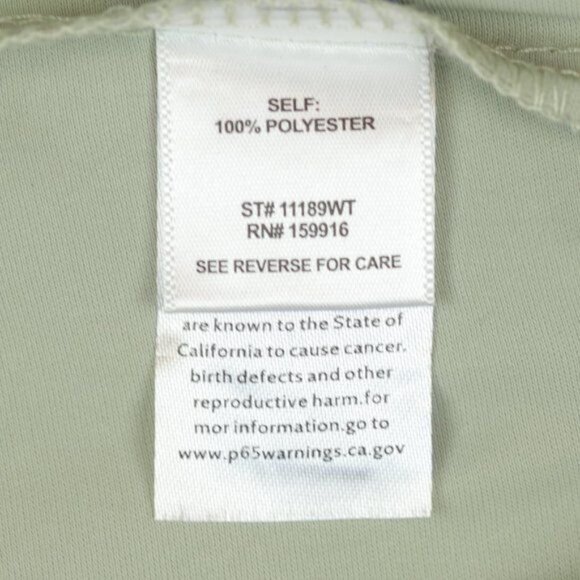 SELF:
100% POLYESTER
ST# 11189WT
RN# 159916
SEE REVERSE FOR CARE
are known to the State of
California to cause cancer.
birth defects and other
reproductive harm.for
mor information.go to
www.p65warnings.ca.gov